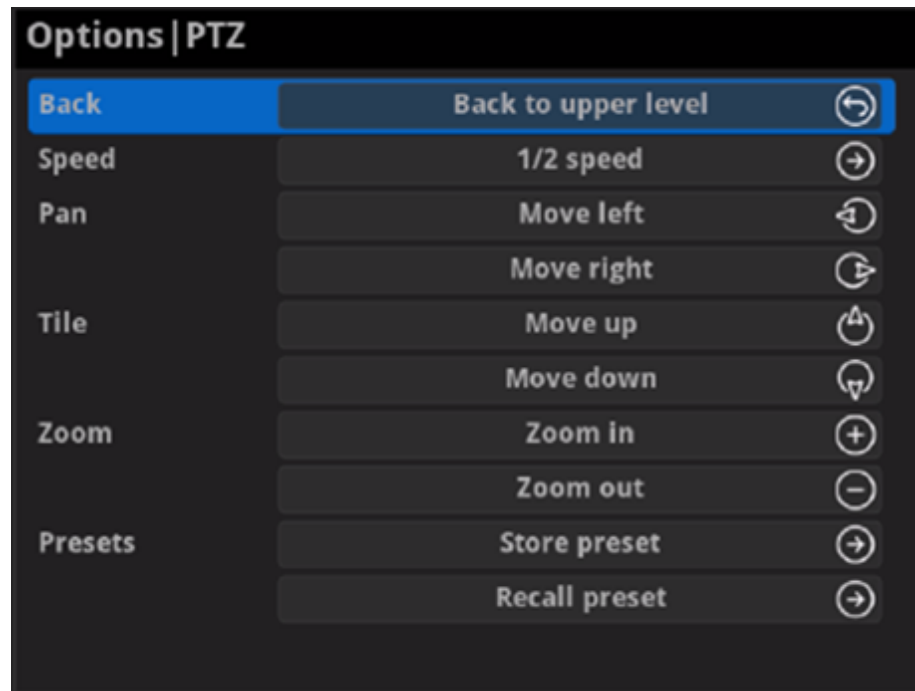 Options|PTZ
Back Back to upper level
Speed 1/2 speed
Pan Move left
Move right
Tile Move up
Move down
Zoom Zoom in
Zoom out
Presets Store preset
Recall preset